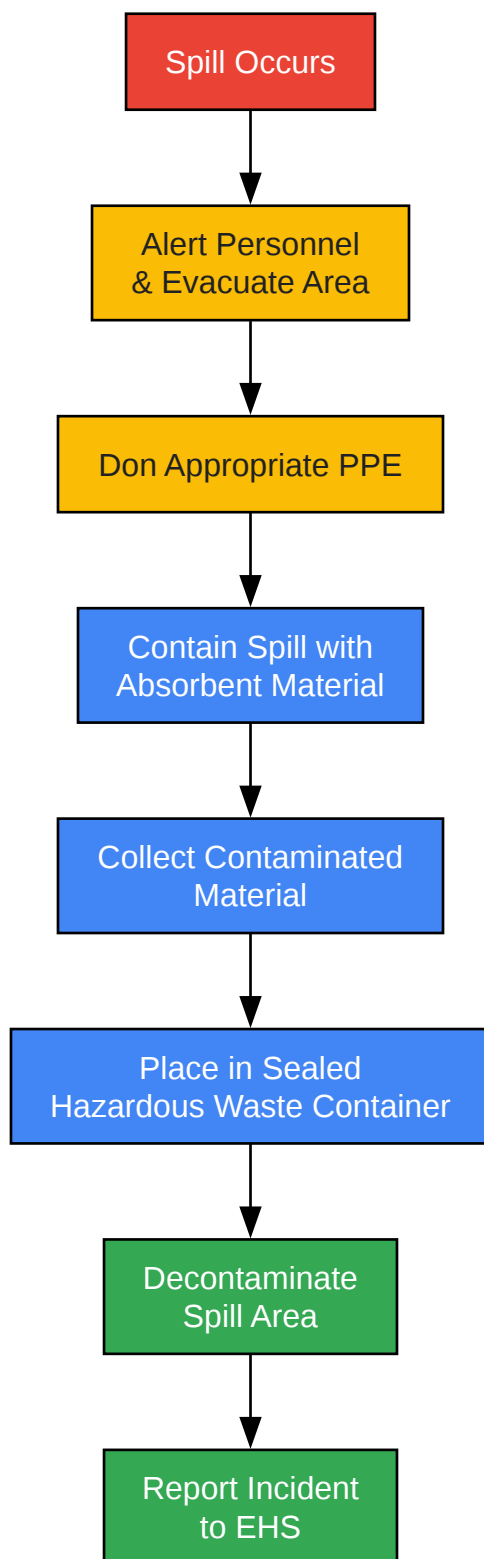 Spill Occurs
Alert Personnel
& Evacuate Area
Don Appropriate PPE
Contain Spill with
Absorbent Material
Collect Contaminated
Material
Place in Sealed
Hazardous Waste Container
Decontaminate
Spill Area
Report Incident
to EHS